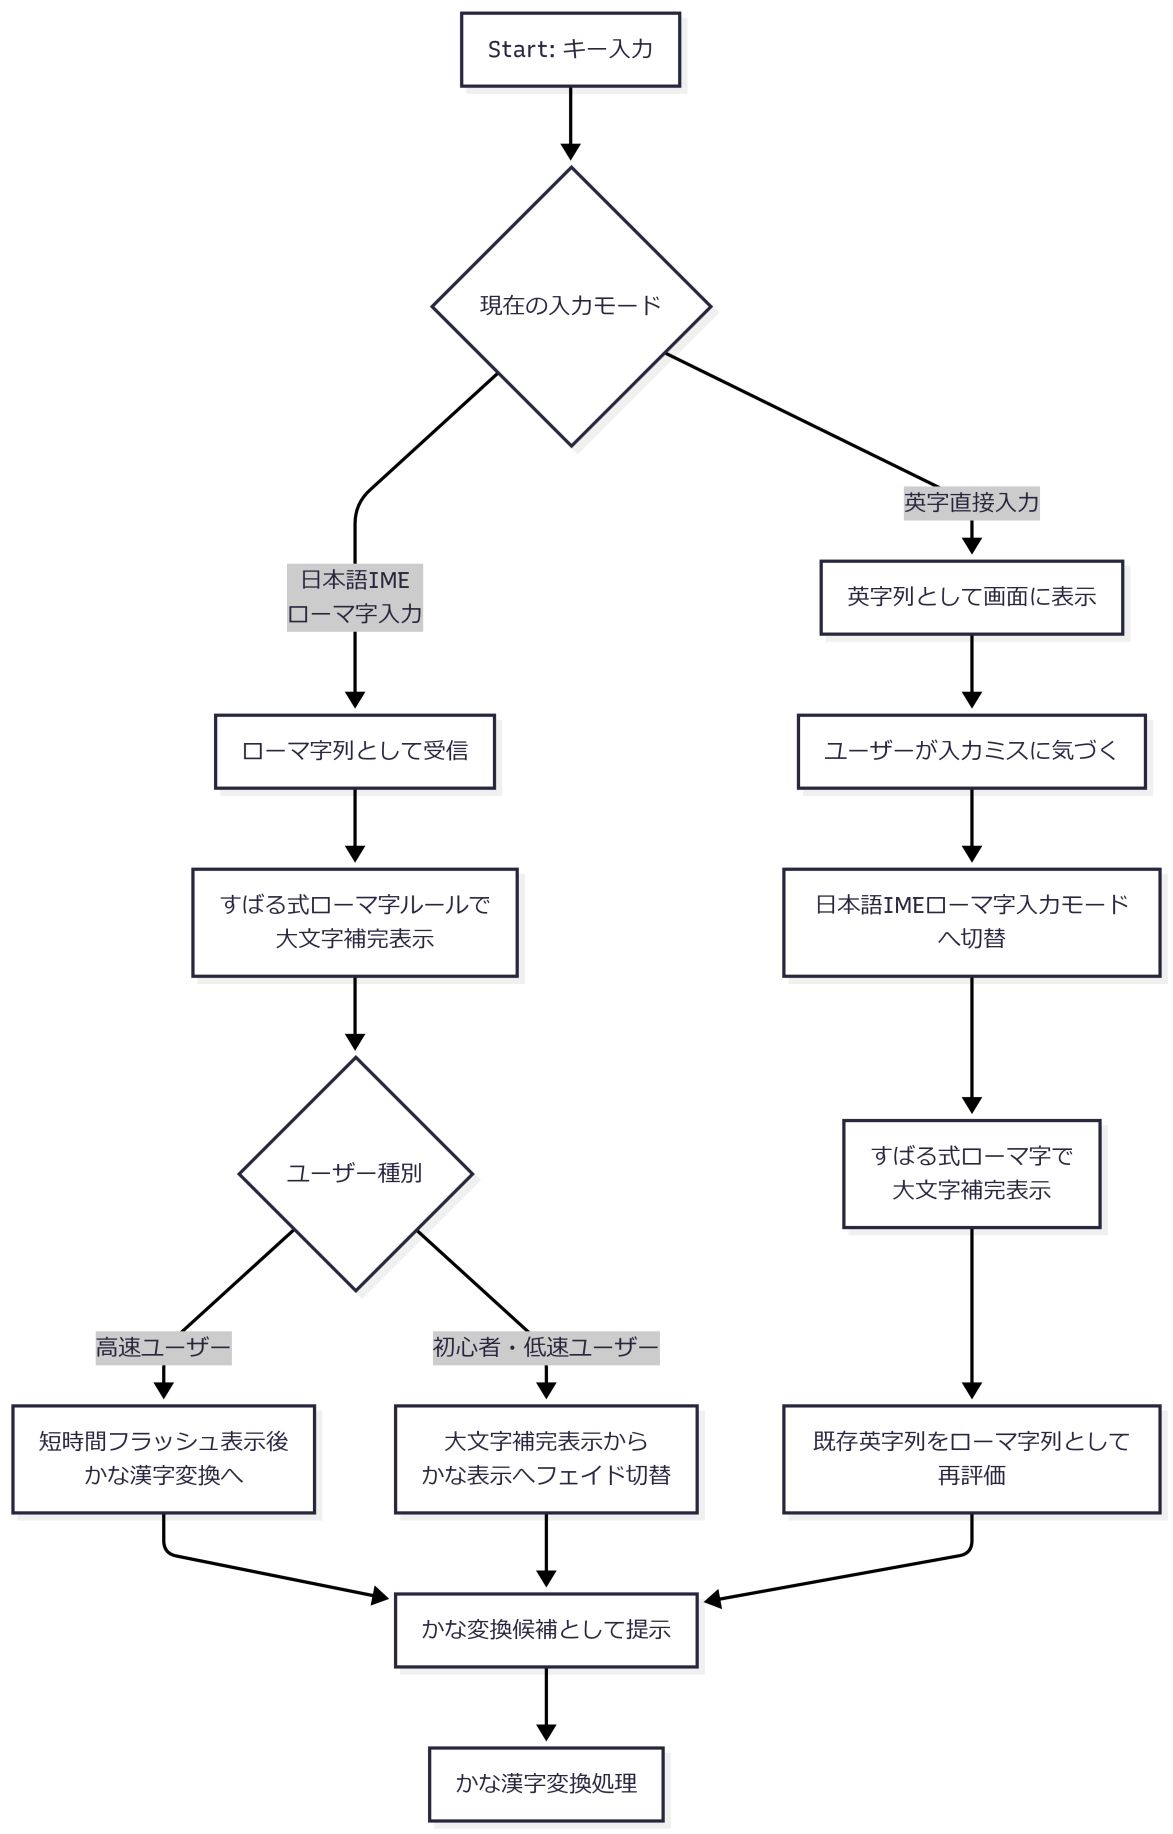 Start: キー入力
現在の入力モード
英字直接入力
日本語IME
ローマ字入力
英字列として画面に表示
ローマ字列として受信
ユーザーが入力ミスに気づく
すばる式ローマ字ルールで
大文字補完表示
日本語IMEローマ字入力モード
へ切替
ユーザー種別
すばる式ローマ字で
大文字補完表示
高速ユーザー
初心者・低速ユーザー
短時間フラッシュ表示後
かな漢字変換へ
大文字補完表示から
かな表示へフェイド切替
既存英字列をローマ字列として
再評価
かな変換候補として提示
かな漢字変換処理